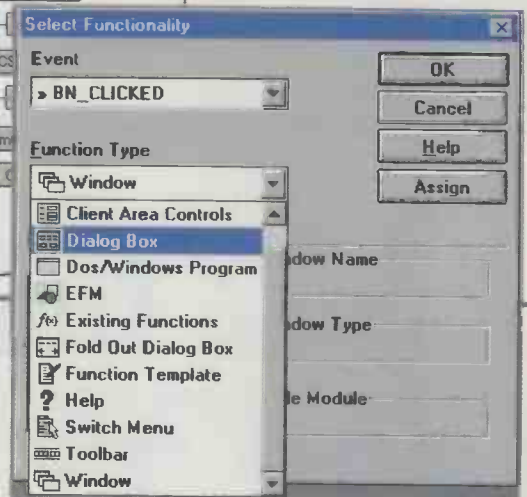 Select Functionality
Event
» BN_CLICKED
OK
Cancel
Function Type
Help
Window
Assign
Client Area Controls
Dialog Box
Dos/Windows Program
EFM
Existing Functions
Fold Out Dialog Box
Function Template
Help
Switch Menu
Toolbar
Window
ndow Name
ndow Type
le Module